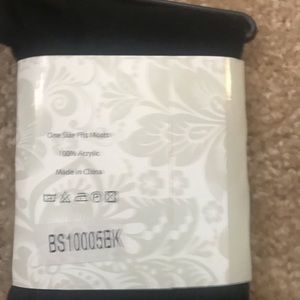 One Size Fits Most
100% Acrylic
Made in China
BS10005BK